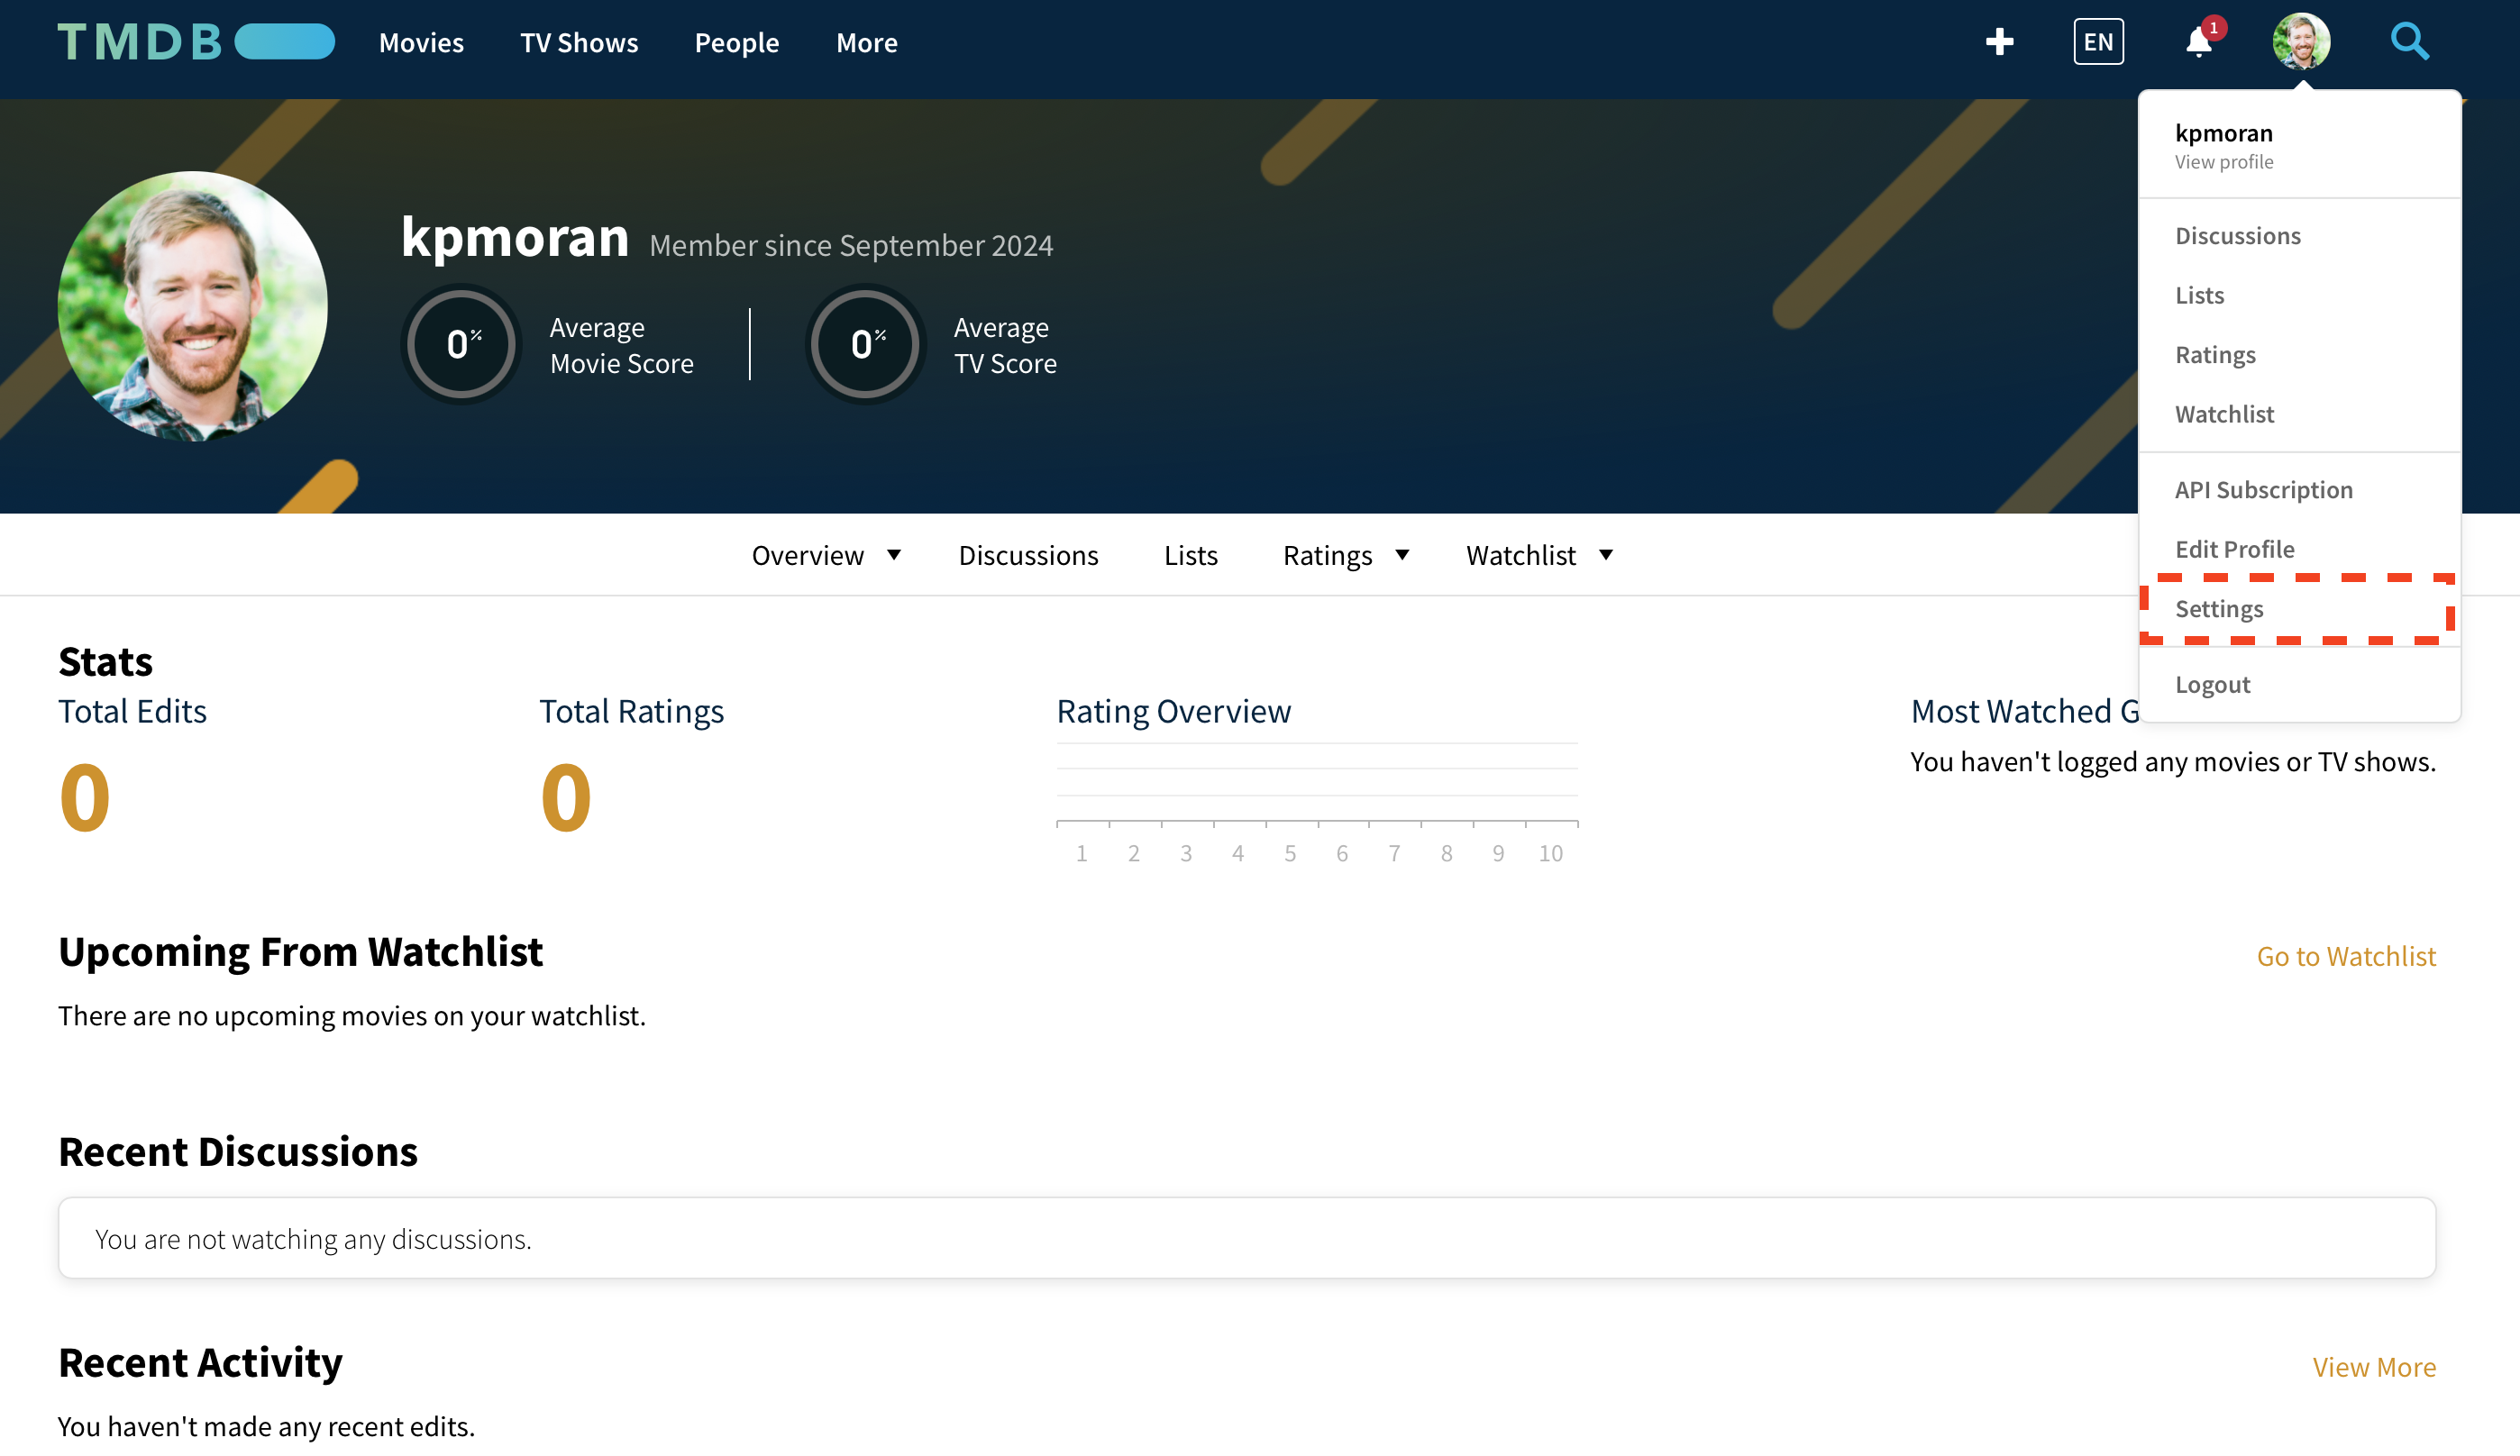 TMDB
Movies
TV Shows
People
More
EN
1
kpmoran
View profile
Discussions
Lists
Ratings
Watchlist
API Subscription
Edit Profile
Settings
Logout
kpmoran Member since September 2024
0%
Average
Movie Score
0%
Average
TV Score
Overview
Discussions
Lists
Ratings
Watchlist
Stats
Total Edits
0
Total Ratings
0
Rating Overview
1 2 3 4 5 6 7 8 9 10
Most Watched G
You haven't logged any movies or TV shows.
Upcoming From Watchlist
Go to Watchlist
There are no upcoming movies on your watchlist.
Recent Discussions
You are not watching any discussions.
Recent Activity
View More
You haven't made any recent edits.